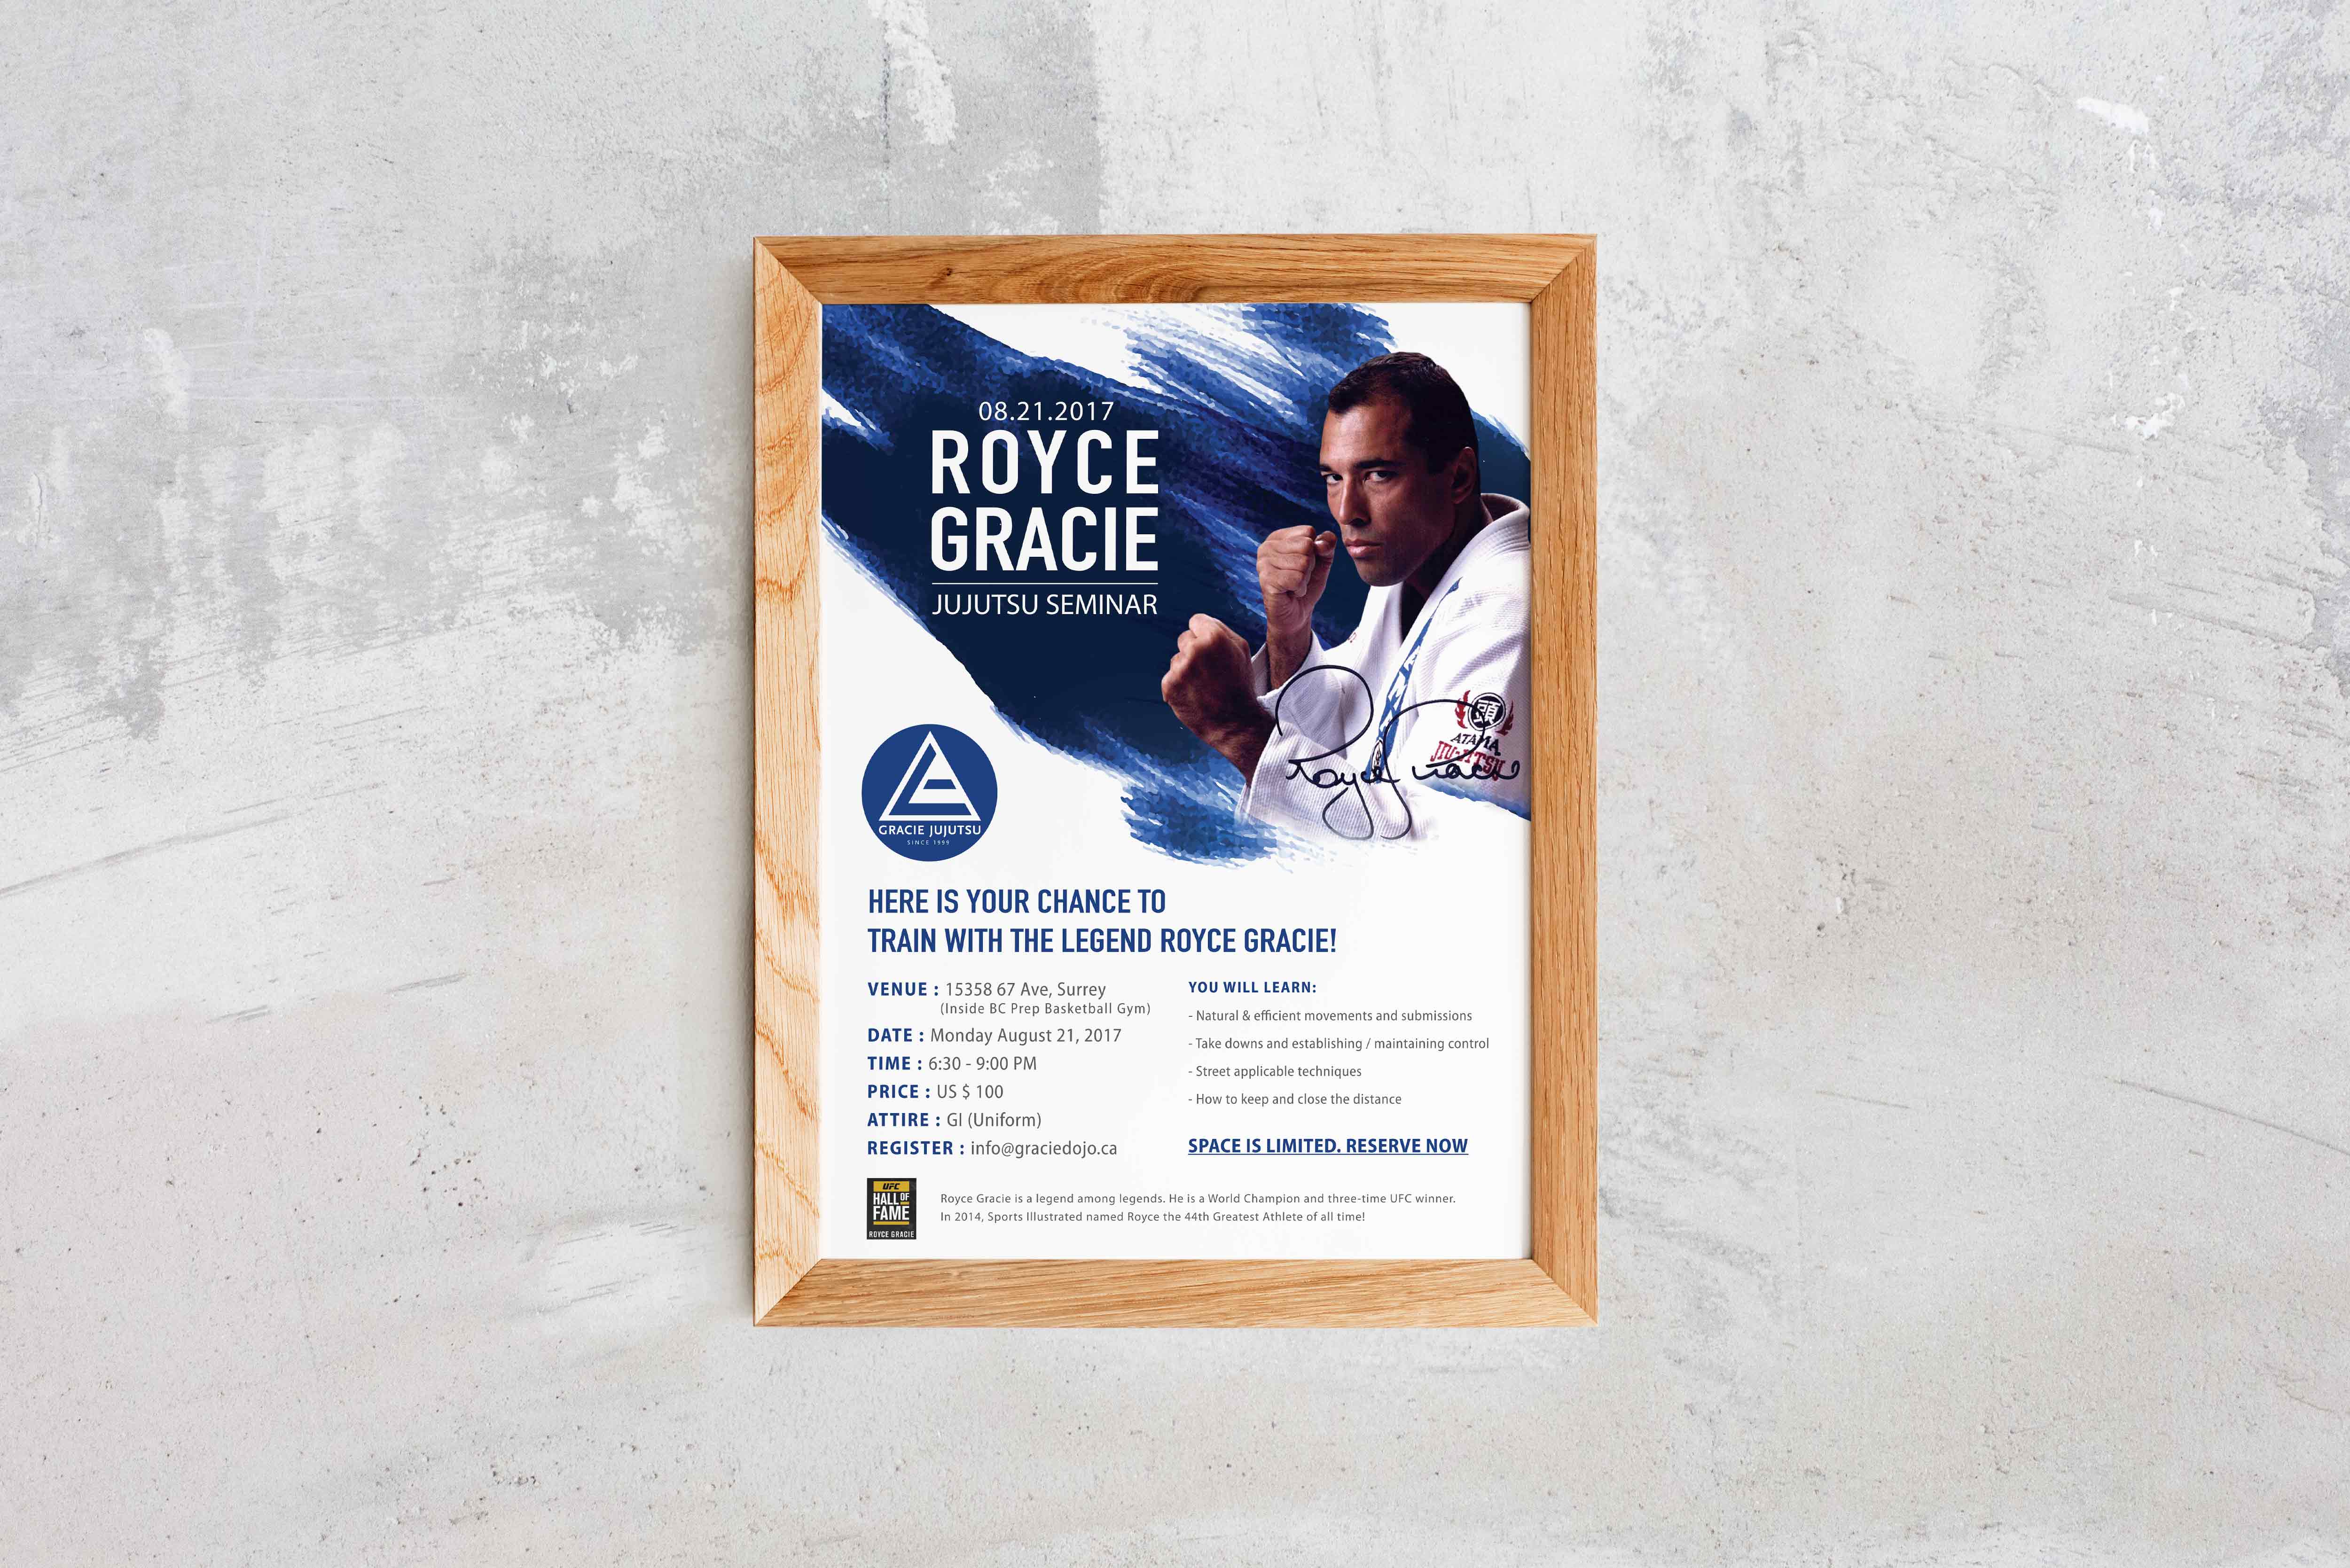 08.21.2017
ROYCE
GRACIE
JUJUTSU SEMINAR
頭
ATAMA
JIU-JITSU
Royce Gracie
GRACIE JUJUTSU
SINCE 1999
HERE IS YOUR CHANCE TO
TRAIN WITH THE LEGEND ROYCE GRACIE!
VENUE : 15358 67 Ave, Surrey
(Inside BC Prep Basketball Gym)
DATE : Monday August 21, 2017
TIME : 6:30 - 9:00 PM
PRICE : US $ 100
ATTIRE : GI (Uniform)
REGISTER : info@graciedojo.ca
YOU WILL LEARN:
- Natural & efficient movements and submissions
- Take downs and establishing / maintaining control
- Street applicable techniques
- How to keep and close the distance
SPACE IS LIMITED. RESERVE NOW
UFC
HALL OF
FAME
ROYCE GRACIE
Royce Gracie is a legend among legends. He is a World Champion and three-time UFC winner.
In 2014, Sports Illustrated named Royce the 44th Greatest Athlete of all time!